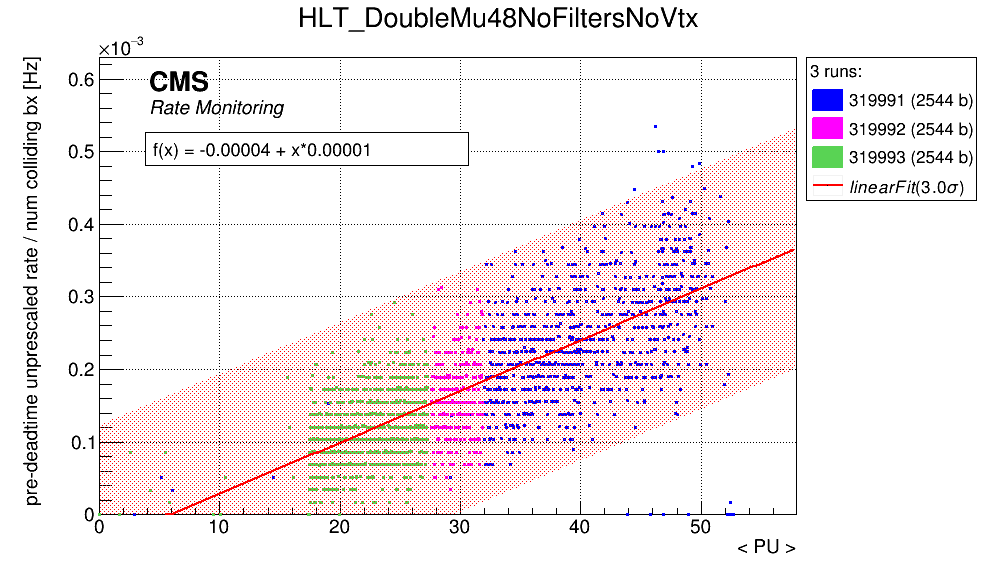 HLT_DoubleMu48NoFiltersNoVtx
×10⁻³
pre-deadtime unprescaled rate / num colliding bx [Hz]
0.6
0.5
0.4
0.3
0.2
0.1
0
CMS
Rate Monitoring
f(x) = -0.00004 + x*0.00001
3 runs:
319991 (2544 b)
319992 (2544 b)
319993 (2544 b)
linearFit(3.0σ)
0 10 20 30 40 50
< PU >